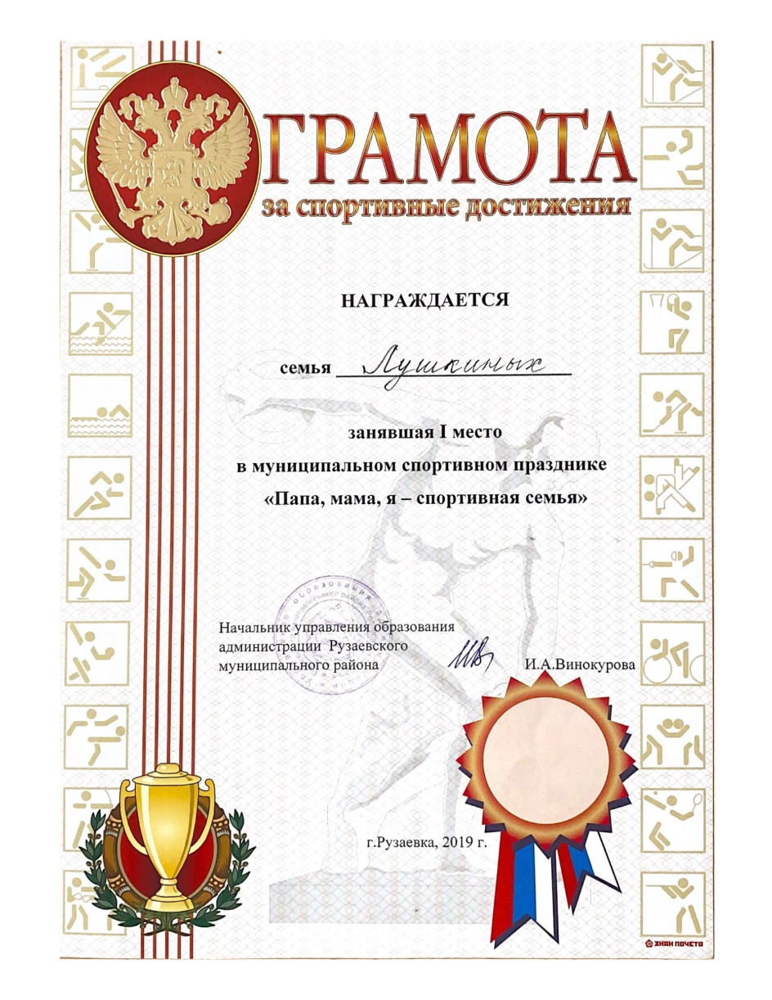 ГРАМОТА
за спортивные достижения
НАГРАЖДАЕТСЯ
семья Лушкиных
занявшая I место
в муниципальном спортивном празднике
«Папа, мама, я – спортивная семья»
Начальник управления образования
администрации Рузаевского
муниципального района
И.А.Винокурова
г.Рузаевка, 2019 г.
ЗНАК ПОЧЕТА